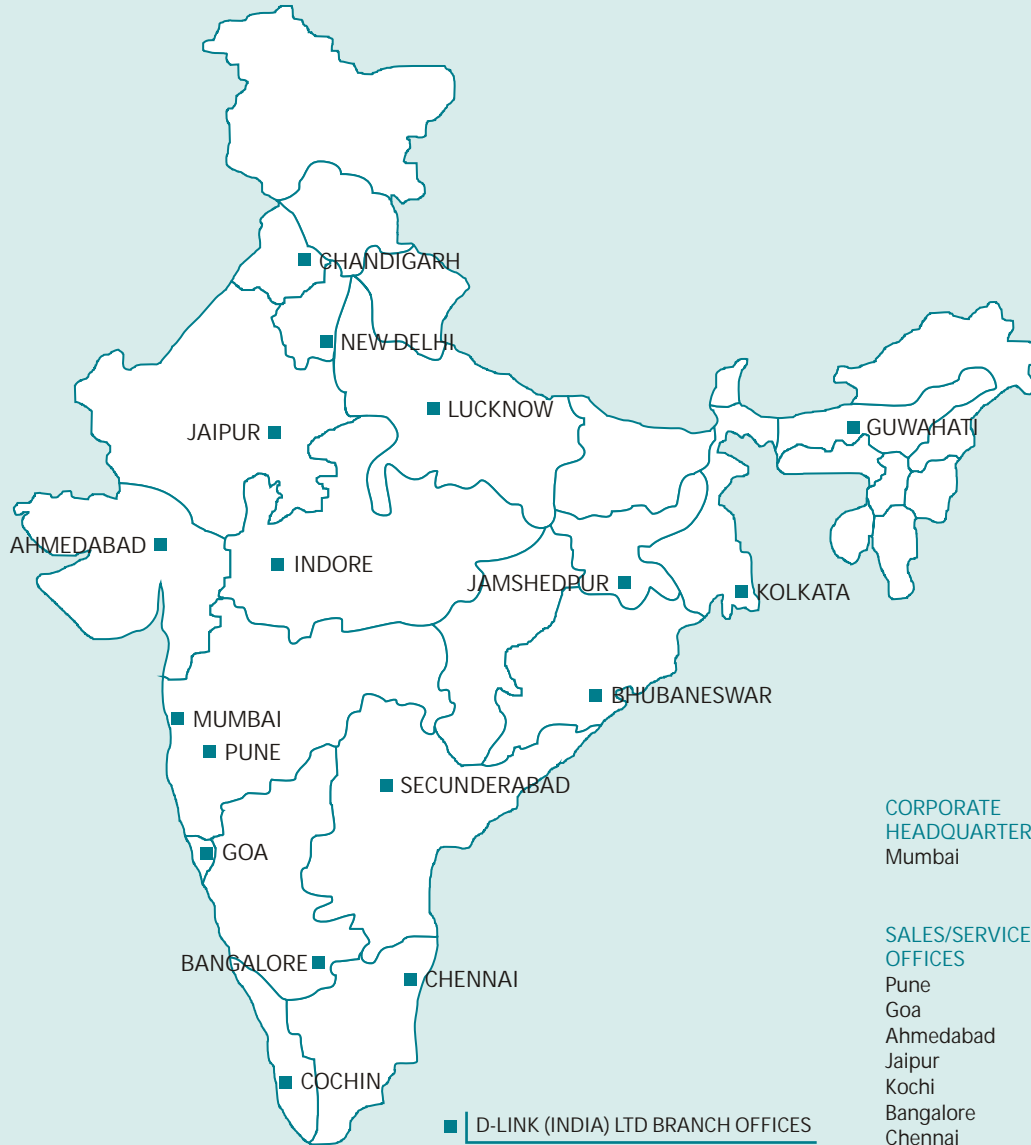 CHANDIGARH
NEW DELHI
LUCKNOW
JAIPUR
GUWAHATI
AHMEDABAD
INDORE
JAMSHEDPUR
KOLKATA
BHUBANESWAR
MUMBAI
PUNE
SECUNDERABAD
GOA
BANGALORE
CHENNAI
COCHIN
D-LINK (INDIA) LTD BRANCH OFFICES
CORPORATE
HEADQUARTER
Mumbai
SALES/SERVICE
OFFICES
Pune
Goa
Ahmedabad
Jaipur
Kochi
Bangalore
Chennai